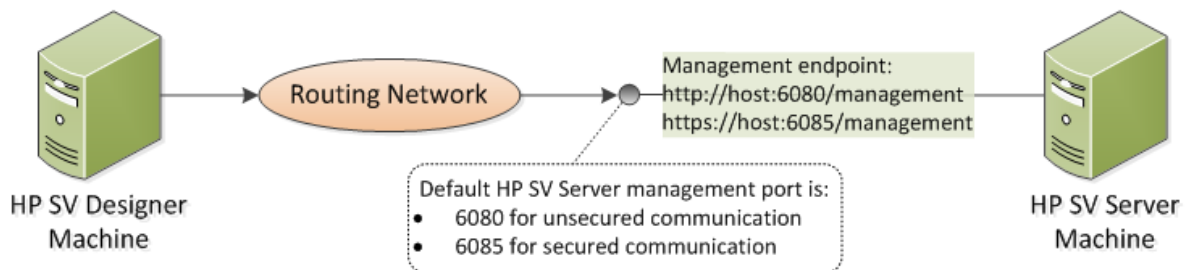 HP SV Designer
Machine
Routing Network
Management endpoint:
http://host:6080/management
https://host:6085/management
Default HP SV Server management port is:
• 6080 for unsecured communication
• 6085 for secured communication
HP SV Server
Machine